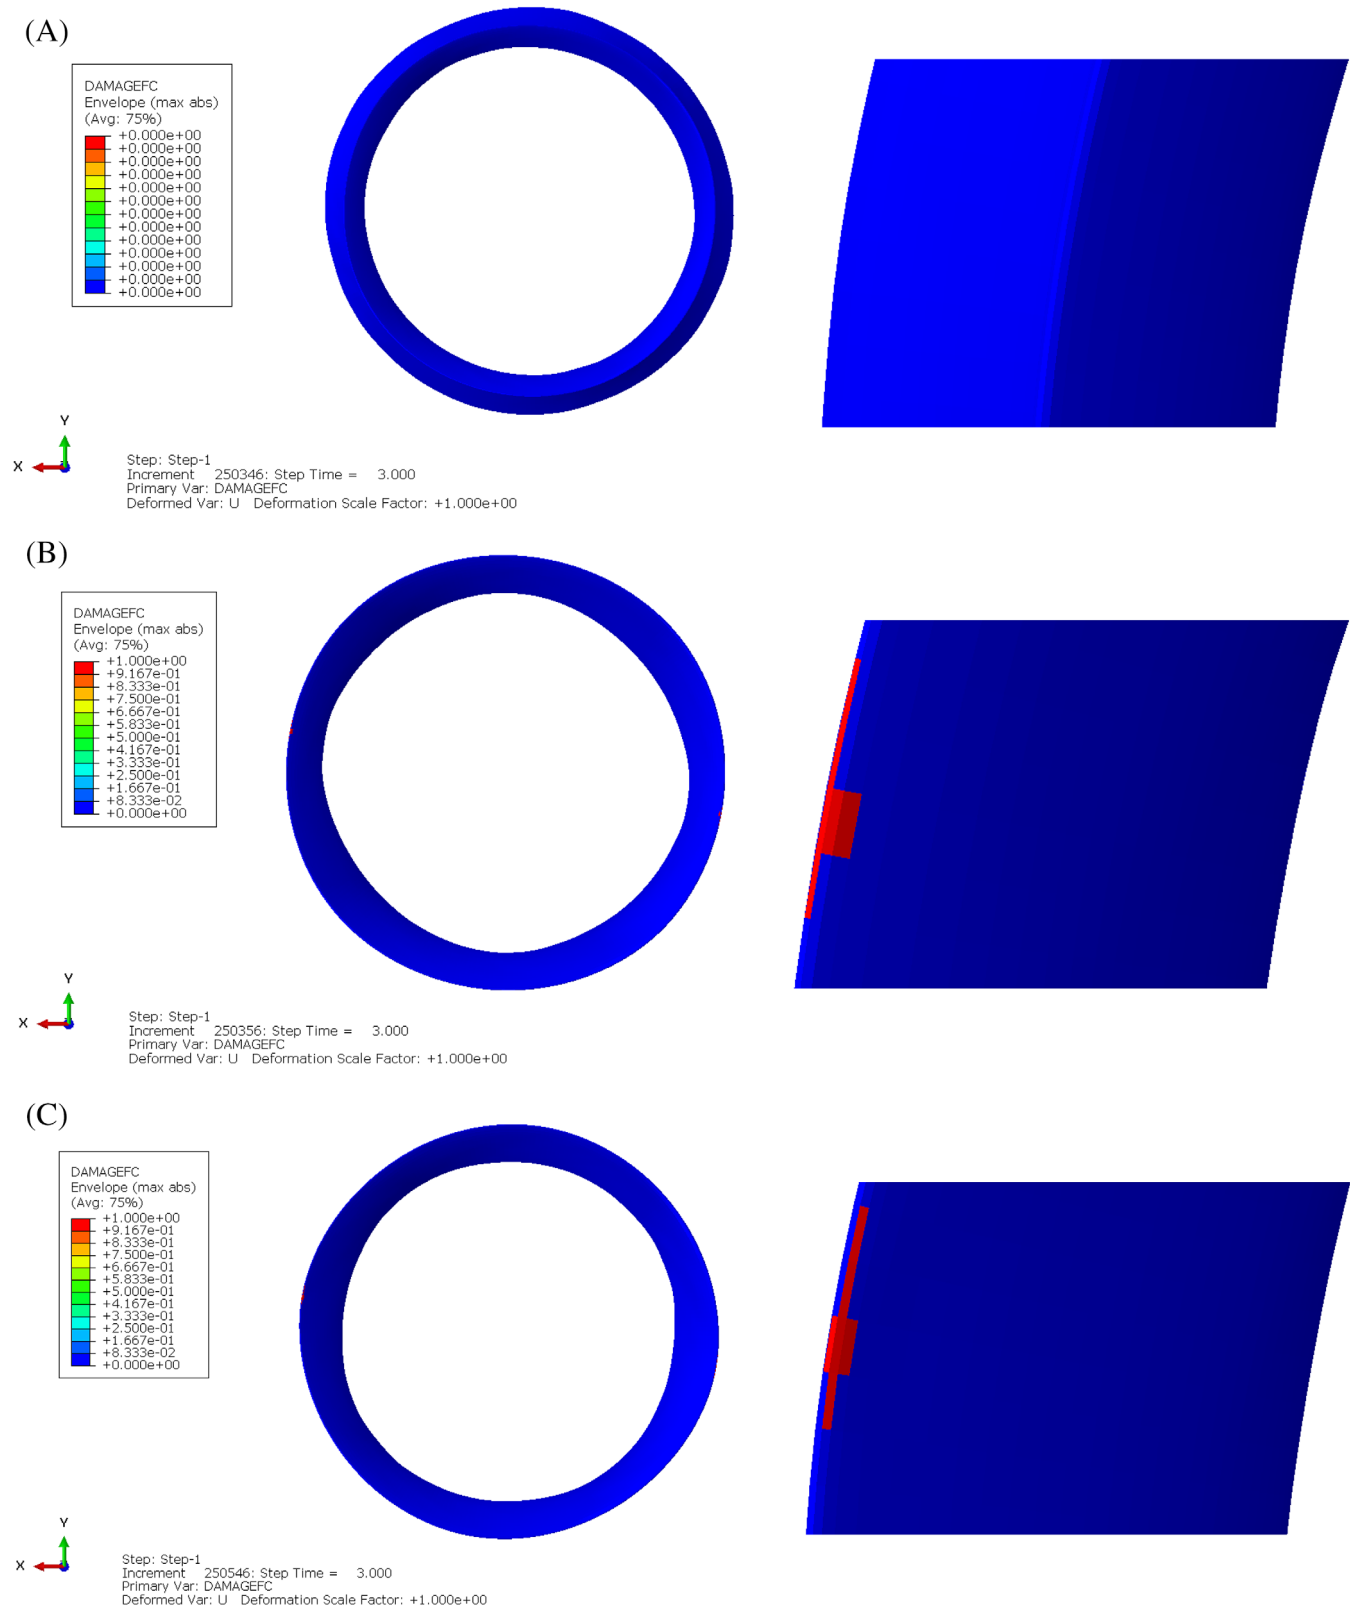 (A)
DAMAGEFC
Envelope (max abs)
(Avg: 75%)
+0.000e+00
+0.000e+00
+0.000e+00
+0.000e+00
+0.000e+00
+0.000e+00
+0.000e+00
+0.000e+00
+0.000e+00
+0.000e+00
+0.000e+00
+0.000e+00
+0.000e+00
Y
X
Step: Step-1
Increment 250346: Step Time = 3.000
Primary Var: DAMAGEFC
Deformed Var: U Deformation Scale Factor: +1.000e+00
(B)
DAMAGEFC
Envelope (max abs)
(Avg: 75%)
+1.000e+00
+9.167e-01
+8.333e-01
+7.500e-01
+6.667e-01
+5.833e-01
+5.000e-01
+4.167e-01
+3.333e-01
+2.500e-01
+1.667e-01
+8.333e-02
+0.000e+00
Y
X
Step: Step-1
Increment 250356: Step Time = 3.000
Primary Var: DAMAGEFC
Deformed Var: U Deformation Scale Factor: +1.000e+00
(C)
DAMAGEFC
Envelope (max abs)
(Avg: 75%)
+1.000e+00
+9.167e-01
+8.333e-01
+7.500e-01
+6.667e-01
+5.833e-01
+5.000e-01
+4.167e-01
+3.333e-01
+2.500e-01
+1.667e-01
+8.333e-02
+0.000e+00
Y
X
Step: Step-1
Increment 250546: Step Time = 3.000
Primary Var: DAMAGEFC
Deformed Var: U Deformation Scale Factor: +1.000e+00